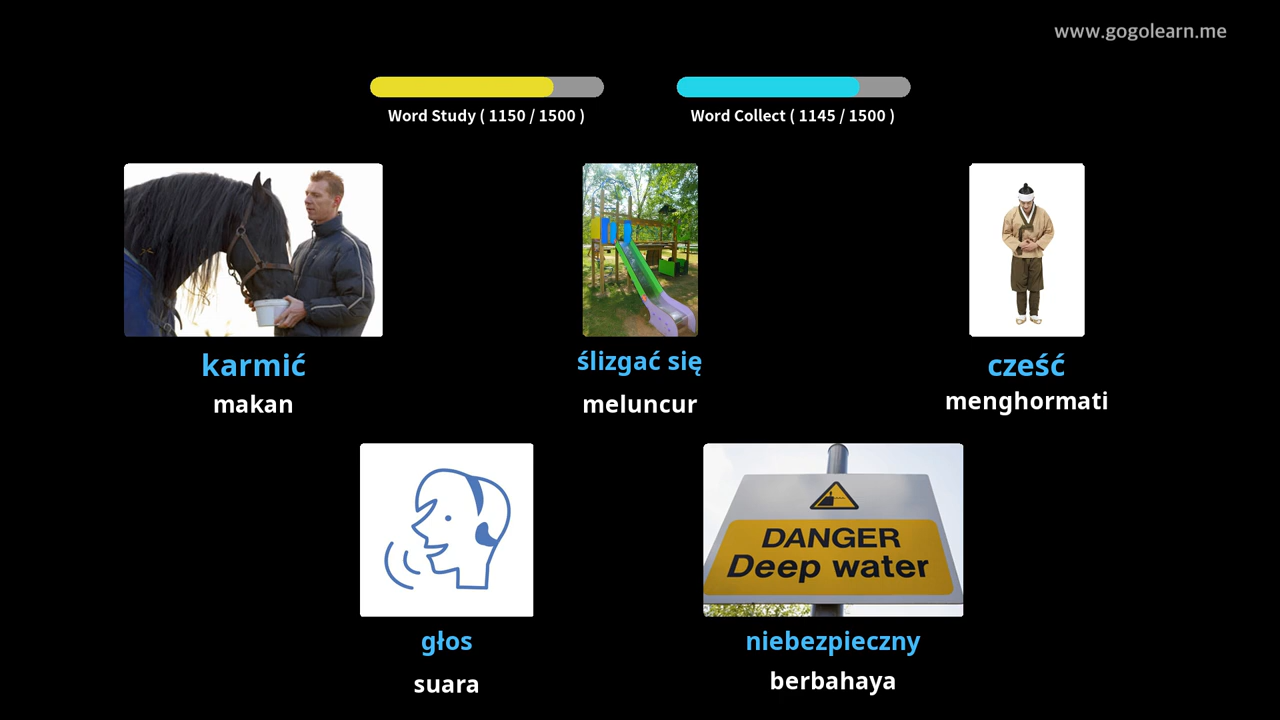 www.gogolearn.me
Word Study ( 1150 / 1500 )
Word Collect ( 1145 / 1500 )
karmić
makan
ślizgać się
meluncur
cześć
menghormati
DANGER
Deep water
głos
suara
niebezpieczny
berbahaya